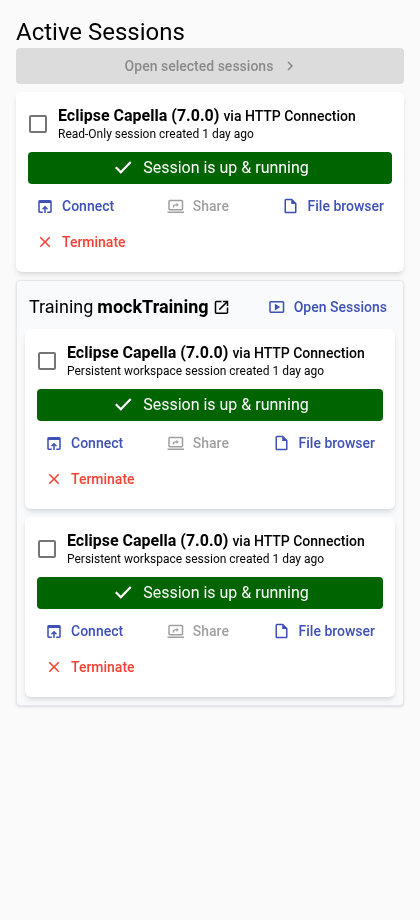 Active Sessions
Open selected sessions
Eclipse Capella (7.0.0) via HTTP Connection
Read-Only session created 1 day ago
Session is up & running
Connect Share File browser
Terminate
Training mockTraining Open Sessions
Eclipse Capella (7.0.0) via HTTP Connection
Persistent workspace session created 1 day ago
Session is up & running
Connect Share File browser
Terminate
Eclipse Capella (7.0.0) via HTTP Connection
Persistent workspace session created 1 day ago
Session is up & running
Connect Share File browser
Terminate